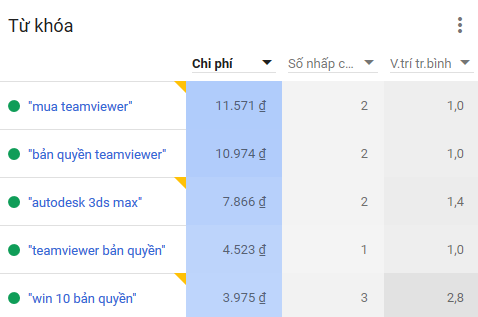 Từ khóa
Chi phí Số nhấp c... V.trí tr.bình
"mua teamviewer" 11.571 ₫ 2 1,0
"bản quyền teamviewer" 10.974 ₫ 2 1,0
"autodesk 3ds max" 7.866 ₫ 2 1,4
"teamviewer bản quyền" 4.523 ₫ 1 1,0
"win 10 bản quyền" 3.975 ₫ 3 2,8